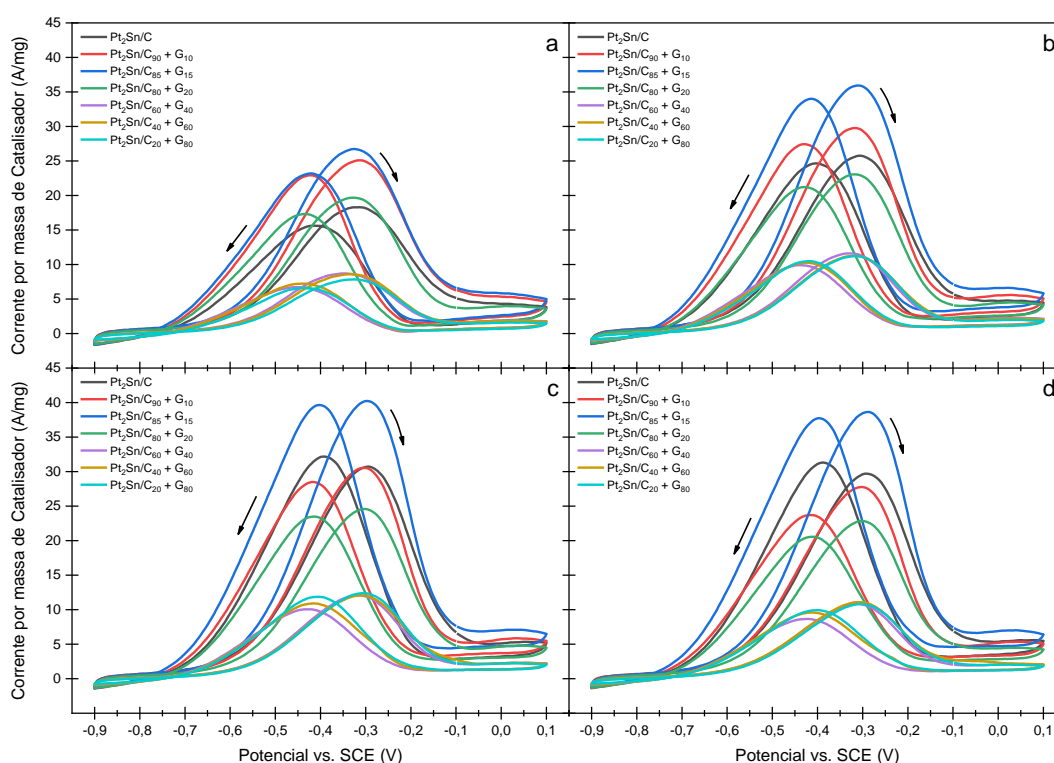 45
40
35
30
25
20
15
10
5
0
Corrente por massa de Catalisador (A/mg)
Pt₂Sn/C
Pt₂Sn/C₉₀ + G₁₀
Pt₂Sn/C₈₅ + G₁₅
Pt₂Sn/C₈₀ + G₂₀
Pt₂Sn/C₆₀ + G₄₀
Pt₂Sn/C₄₀ + G₆₀
Pt₂Sn/C₂₀ + G₈₀
a
Pt₂Sn/C
Pt₂Sn/C₉₀ + G₁₀
Pt₂Sn/C₈₅ + G₁₅
Pt₂Sn/C₈₀ + G₂₀
Pt₂Sn/C₆₀ + G₄₀
Pt₂Sn/C₄₀ + G₆₀
Pt₂Sn/C₂₀ + G₈₀
b
45
40
35
30
25
20
15
10
5
0
Corrente por massa de Catalisador (A/mg)
Pt₂Sn/C
Pt₂Sn/C₉₀ + G₁₀
Pt₂Sn/C₈₅ + G₁₅
Pt₂Sn/C₈₀ + G₂₀
Pt₂Sn/C₆₀ + G₄₀
Pt₂Sn/C₄₀ + G₆₀
Pt₂Sn/C₂₀ + G₈₀
c
Pt₂Sn/C
Pt₂Sn/C₉₀ + G₁₀
Pt₂Sn/C₈₅ + G₁₅
Pt₂Sn/C₈₀ + G₂₀
Pt₂Sn/C₆₀ + G₄₀
Pt₂Sn/C₄₀ + G₆₀
Pt₂Sn/C₂₀ + G₈₀
d
-0,9 -0,8 -0,7 -0,6 -0,5 -0,4 -0,3 -0,2 -0,1 0,0 0,1
-0,9 -0,8 -0,7 -0,6 -0,5 -0,4 -0,3 -0,2 -0,1 0,0 0,1
Potencial vs. SCE (V)
Potencial vs. SCE (V)